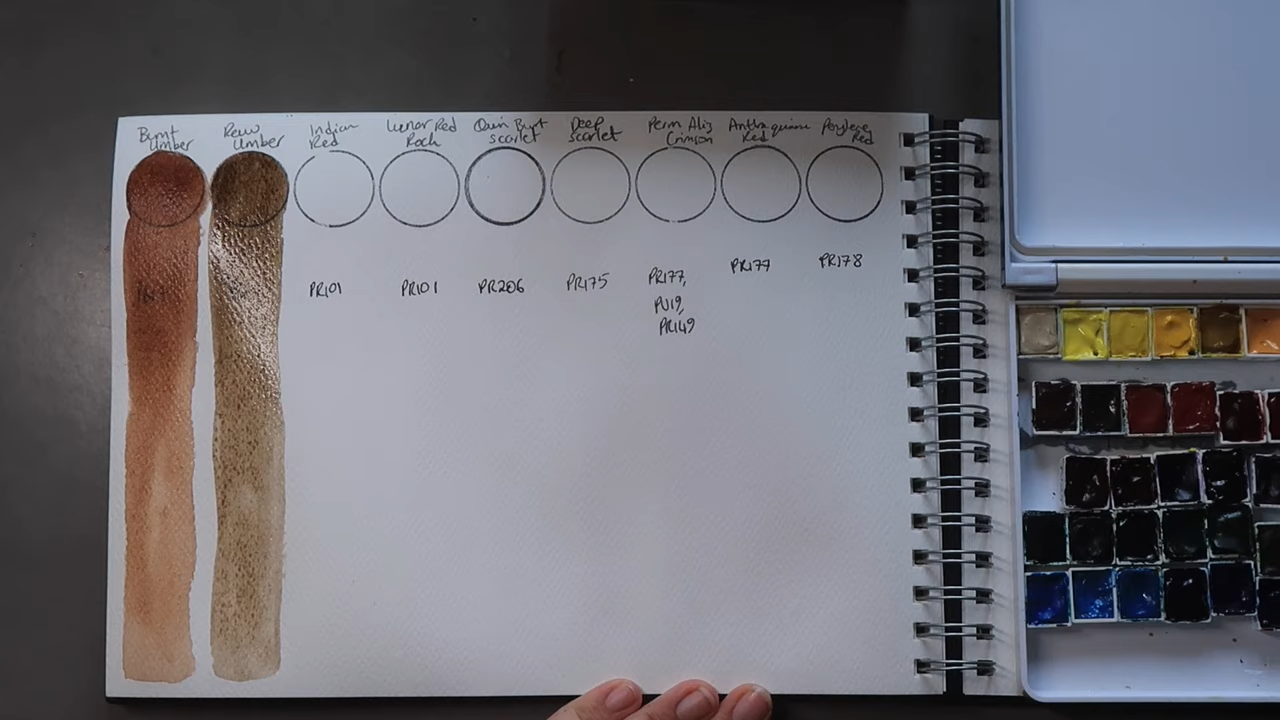 Burnt
Umber
Raw
Umber
Indian
Red
Lunar Red
Rock
Quin Burnt
Scarlet
Deep
Scarlet
Perm Aliz
Crimson
Anthraquinone
Red
Perylene
Red
PR101
PR101
PR206
PR175
PR177,
PV19,
PR149
PR177
PR178